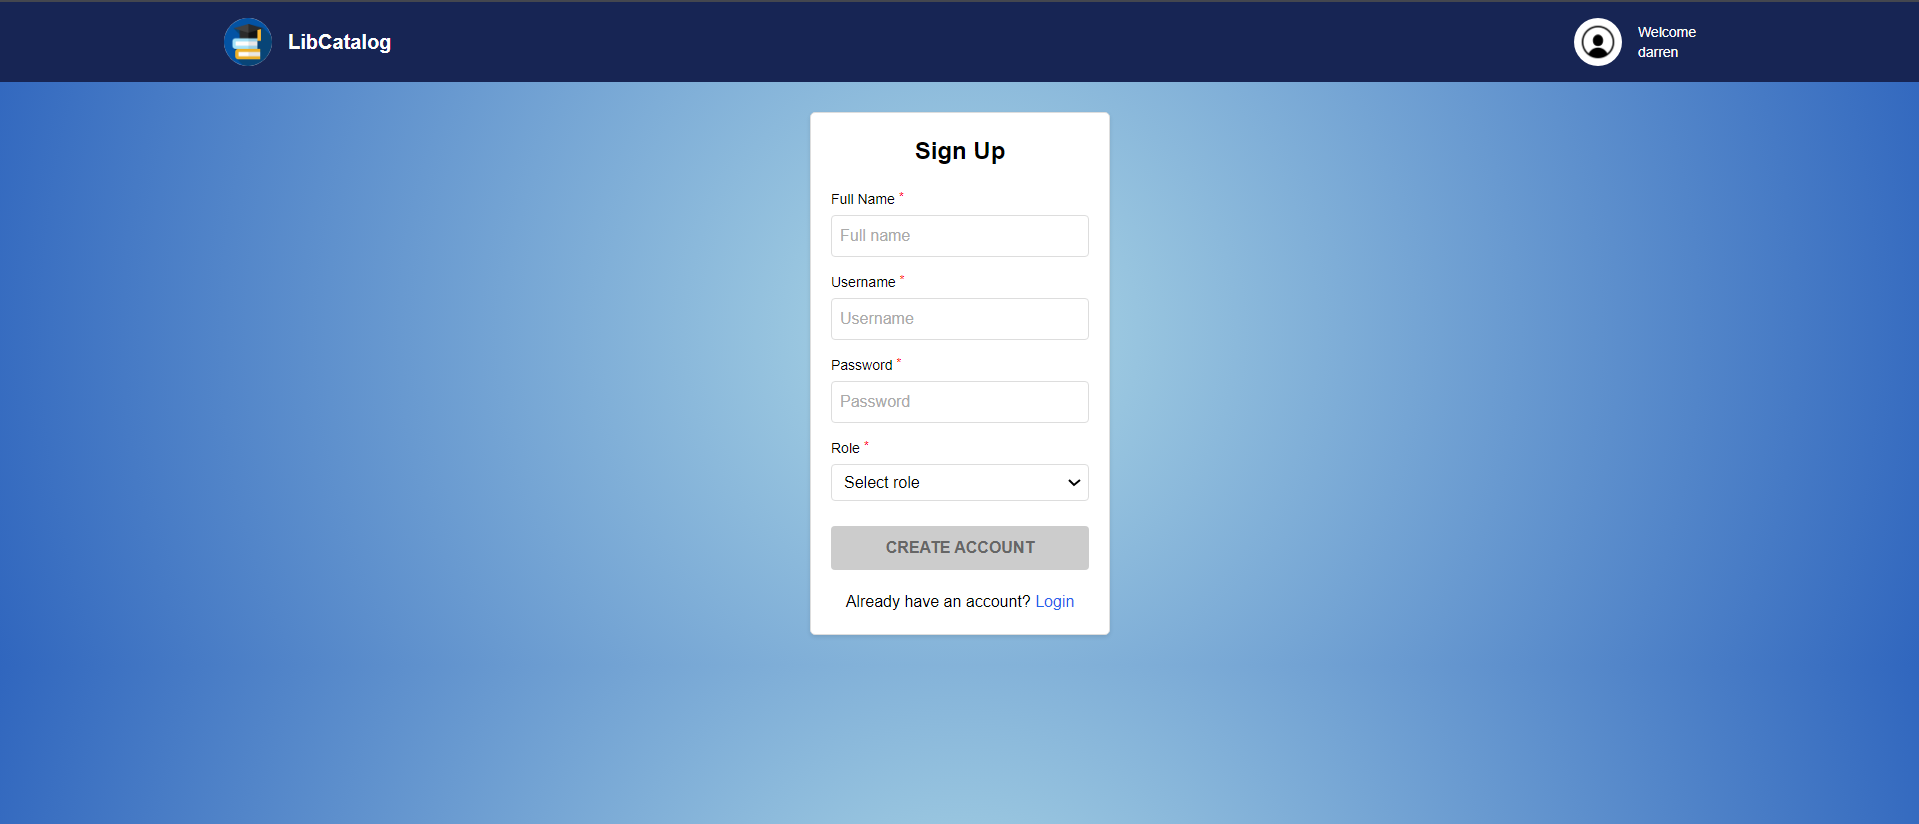 LibCatalog
Welcome
darren
Sign Up
Full Name *
Full name
Username *
Username
Password *
Password
Role *
Select role
CREATE ACCOUNT
Already have an account? Login